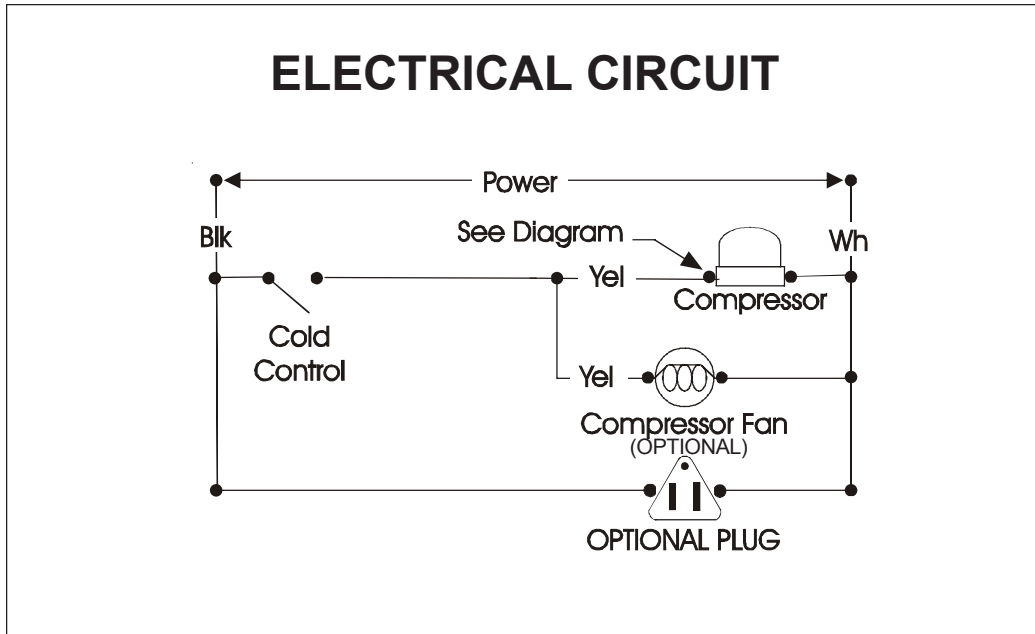 ELECTRICAL CIRCUIT
Power
Blk
See Diagram
Wh
Yel
Compressor
Cold
Control
Yel
Compressor Fan
(OPTIONAL)
OPTIONAL PLUG